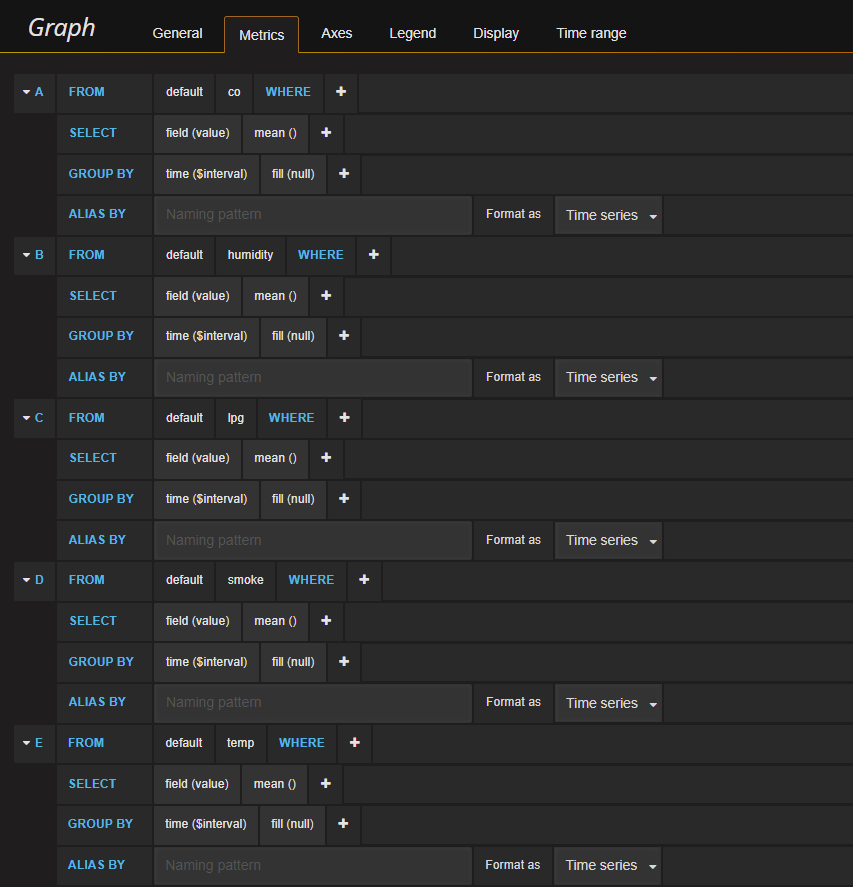 Graph General Metrics Axes Legend Display Time range
A FROM default co WHERE +
SELECT field (value) mean () +
GROUP BY time ($interval) fill (null) +
ALIAS BY Naming pattern Format as Time series
B FROM default humidity WHERE +
SELECT field (value) mean () +
GROUP BY time ($interval) fill (null) +
ALIAS BY Naming pattern Format as Time series
C FROM default lpg WHERE +
SELECT field (value) mean () +
GROUP BY time ($interval) fill (null) +
ALIAS BY Naming pattern Format as Time series
D FROM default smoke WHERE +
SELECT field (value) mean () +
GROUP BY time ($interval) fill (null) +
ALIAS BY Naming pattern Format as Time series
E FROM default temp WHERE +
SELECT field (value) mean () +
GROUP BY time ($interval) fill (null) +
ALIAS BY Naming pattern Format as Time series